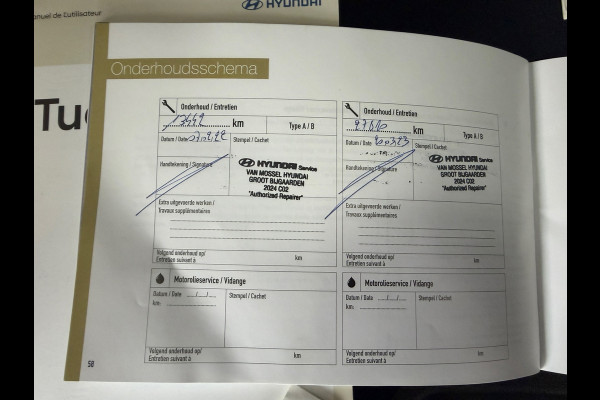 anuel de l'utilisateur
HYUNDAI
Tu
Onderhoudsschema
Onderhoud / Entretien
km
Type A / B
Datum / Date
Stempel / Cachet
Handtekening / Signature
HYUNDAI Service
VAN MOSSEL HYUNDAI
GROOT BIJGAARDEN
2024 C02
"Authorized Repairer"
Extra uitgevoerde werken /
Travaux supplémentaires
Volgend onderhoud op/
Entretien suivant à
km
Onderhoud / Entretien
km
Type A / B
Datum / Date
Stempel / Cachet
Handtekening / Signature
HYUNDAI Service
VAN MOSSEL HYUNDAI
GROOT BIJGAARDEN
2024 C02
"Authorized Repairer"
Extra uitgevoerde werken /
Travaux supplémentaires
Volgend onderhoud op/
Entretien suivant à
km
Motorolieservice / Vidange
Datum / Date
Stempel / Cachet
km:
Volgend onderhoud op/
Entretien suivant à
km
Motorolieservice / Vidange
Datum / Date
Stempel / Cachet
km:
Volgend onderhoud op/
Entretien suivant à
km
50